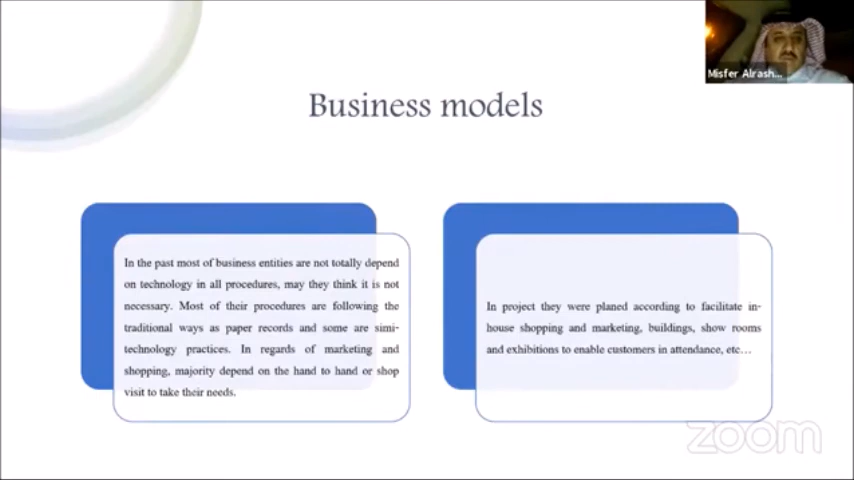 Misfer Alrash...
Business models
In the past most of business entities are not totally depend
on technology in all procedures, may they think it is not
necessary. Most of their procedures are following the
traditional ways as paper records and some are simi-
technology practices. In regards of marketing and
shopping, majority depend on the hand to hand or shop
visit to take their needs.
In project they were planed according to facilitate in-
house shopping and marketing, buildings, show rooms
and exhibitions to enable customers in attendance, etc...
zoom